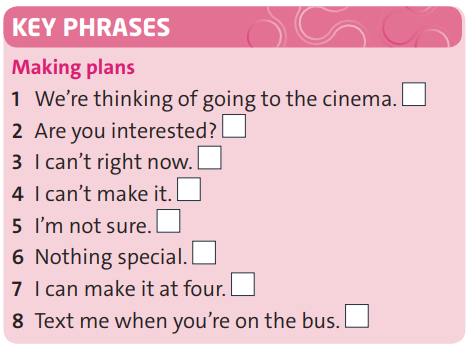 KEY PHRASES
Making plans
1 We're thinking of going to the cinema.
2 Are you interested?
3 I can't right now.
4 I can't make it.
5 I'm not sure.
6 Nothing special.
7 I can make it at four.
8 Text me when you're on the bus.